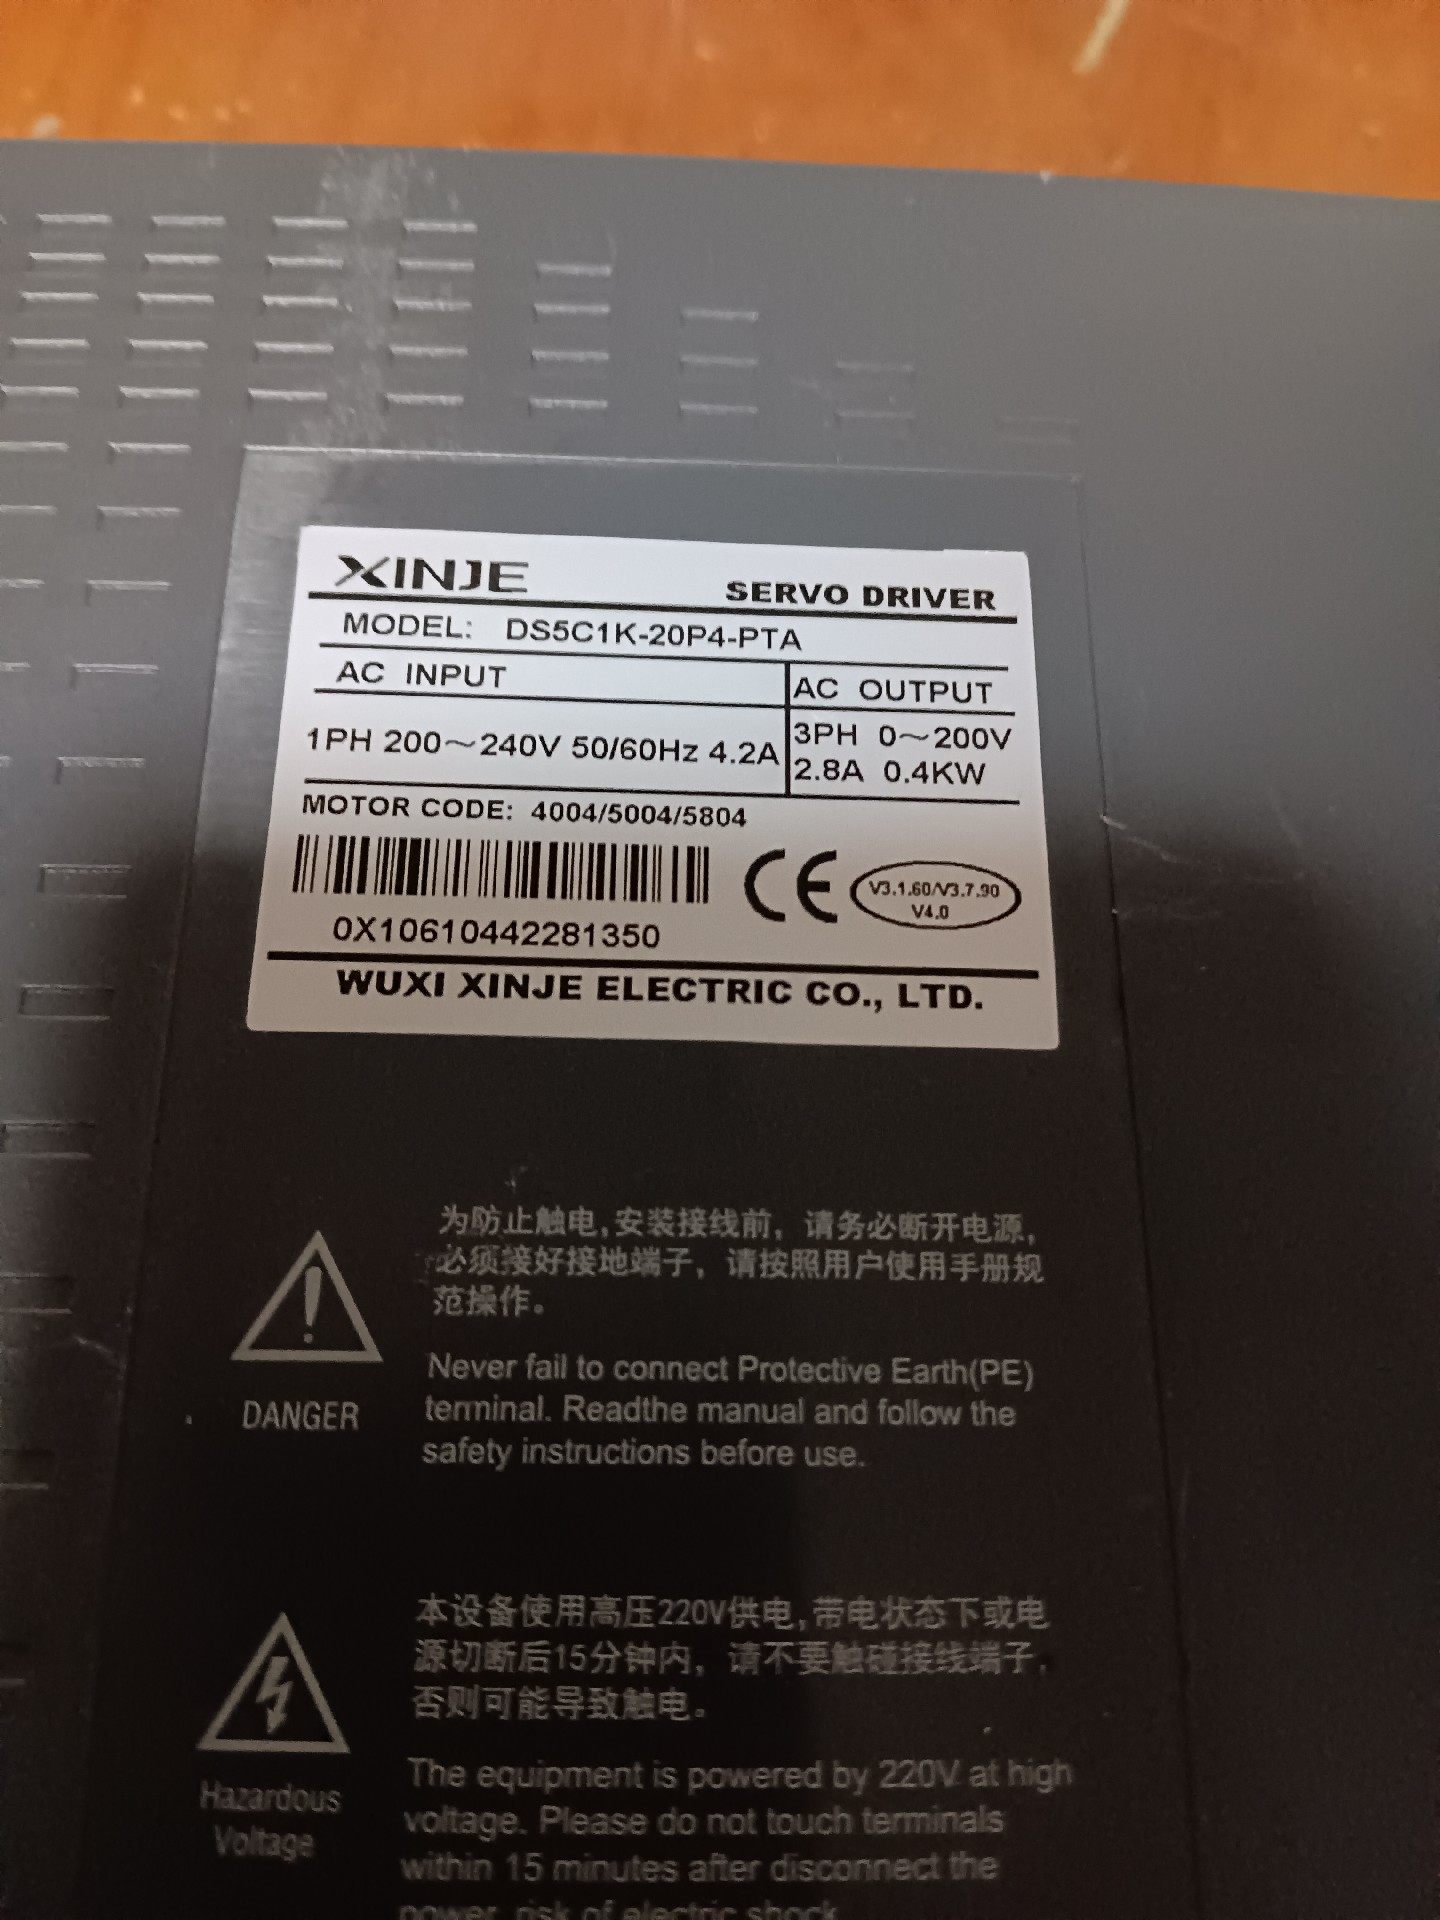 XINJE
SERVO DRIVER
MODEL: DS5C1K-20P4-PTA
AC INPUT
AC OUTPUT
1PH 200～240V 50/60Hz 4.2A
3PH 0～200V
2.8A 0.4KW
MOTOR CODE: 4004/5004/5804
CE
V3.1.60/V3.7.90
V4.0
0X10610442281350
WUXI XINJE ELECTRIC CO., LTD.
为防止触电,安装接线前，请务必断开电源,
必须接好接地端子，请按照用户使用手册规
范操作。
DANGER
Never fail to connect Protective Earth(PE)
terminal. Readthe manual and follow the
safety instructions before use.
本设备使用高压220V供电,带电状态下或电
源切断后15分钟内，请不要触碰接线端子,
否则可能导致触电。
Hazardous
Voltage
The equipment is powered by 220V at high
voltage. Please do not touch terminals
within 15 minutes after disconnect the
power, risk of electric shock